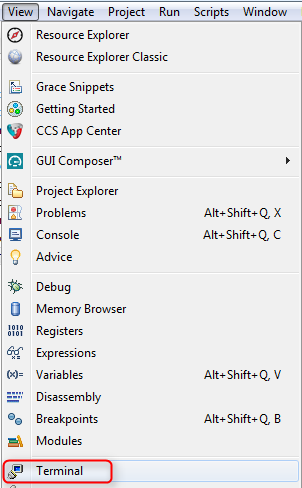 View Navigate Project Run Scripts Window
Resource Explorer
Resource Explorer Classic
Grace Snippets
Getting Started
CCS App Center
GUI Composer™
Project Explorer
Problems Alt+Shift+Q, X
Console Alt+Shift+Q, C
Advice
Debug
Memory Browser
1010 0101 Registers
Expressions
(x)= Variables Alt+Shift+Q, V
Disassembly
Breakpoints Alt+Shift+Q, B
Modules
Terminal